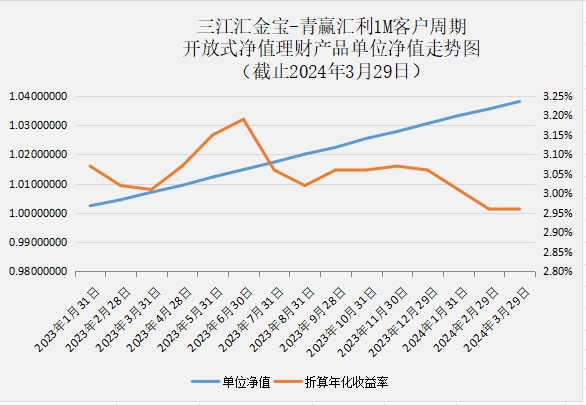 三江汇金宝-青赢汇利1M客户周期
开放式净值理财产品单位净值走势图
（截止2024年3月29日）
1.04000000
1.03000000
1.02000000
1.01000000
1.00000000
0.99000000
0.98000000
3.25%
3.20%
3.15%
3.10%
3.05%
3.00%
2.95%
2.90%
2.85%
2.80%
2023年1月31日
2023年2月28日
2023年3月31日
2023年4月28日
2023年5月31日
2023年6月30日
2023年7月31日
2023年8月31日
2023年9月28日
2023年10月31日
2023年11月30日
2023年12月29日
2024年1月31日
2024年2月29日
2024年3月29日
单位净值
折算年化收益率